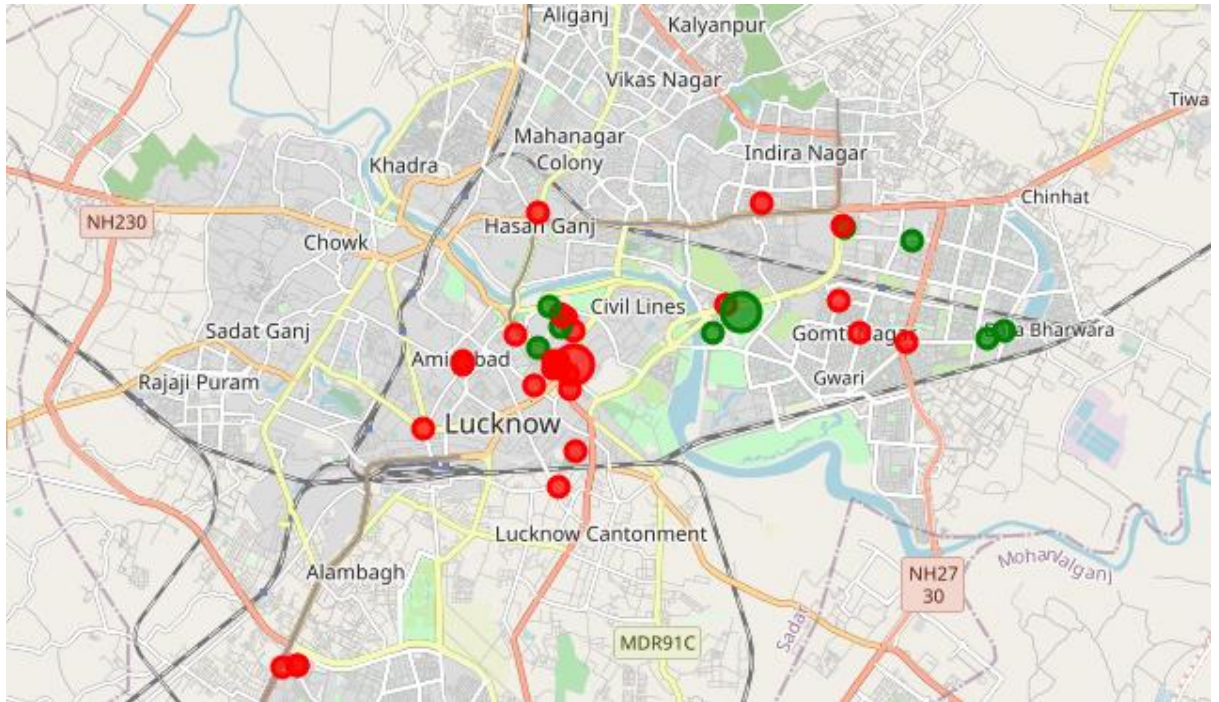 Aliganj
Kalyanpur
Vikas Nagar
Tiwa
Mahanagar
Colony
Khadra
Indira Nagar
Chinhat
NH230
Hasan Ganj
Chowk
Civil Lines
Sadat Ganj
Gomti Nagar
Bharwara
Aminabad
Rajaji Puram
Gwari
Lucknow
Lucknow Cantonment
Alambagh
Mohanlalganj
NH27
30
Sadar
MDR91C